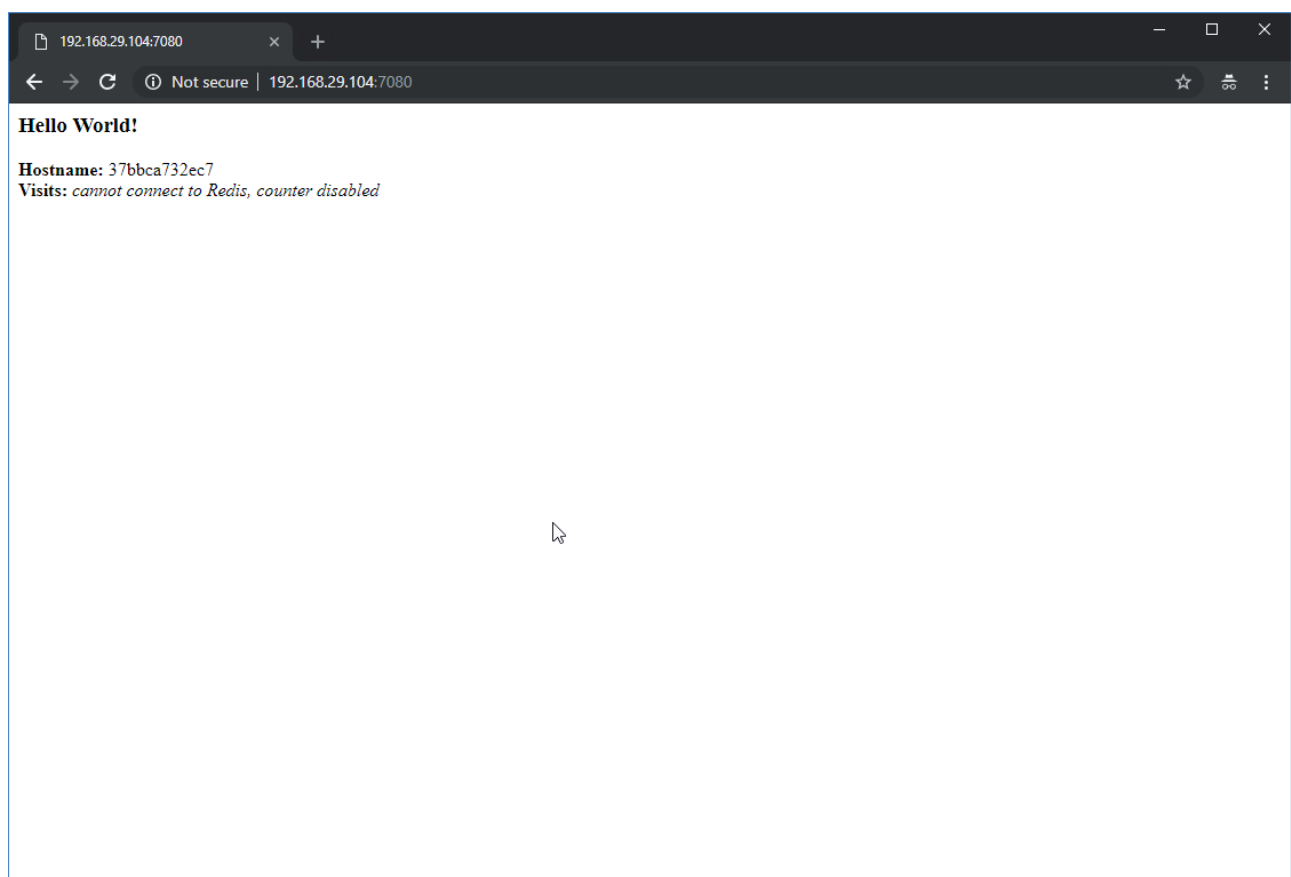 192.168.29.104:7080
Not secure | 192.168.29.104:7080
Hello World!
Hostname: 37bbca732ec7
Visits: cannot connect to Redis, counter disabled